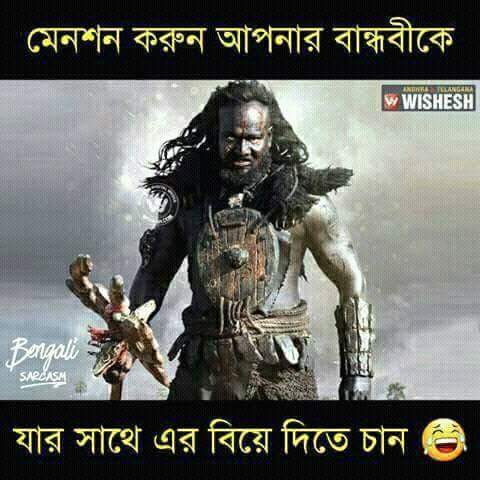 মেনশন করুন আপনার বান্ধবীকে
ANDHRA TELANGANA
W WISHESH
Bengali
SARCASM
যার সাথে এর বিয়ে দিতে চান 😂